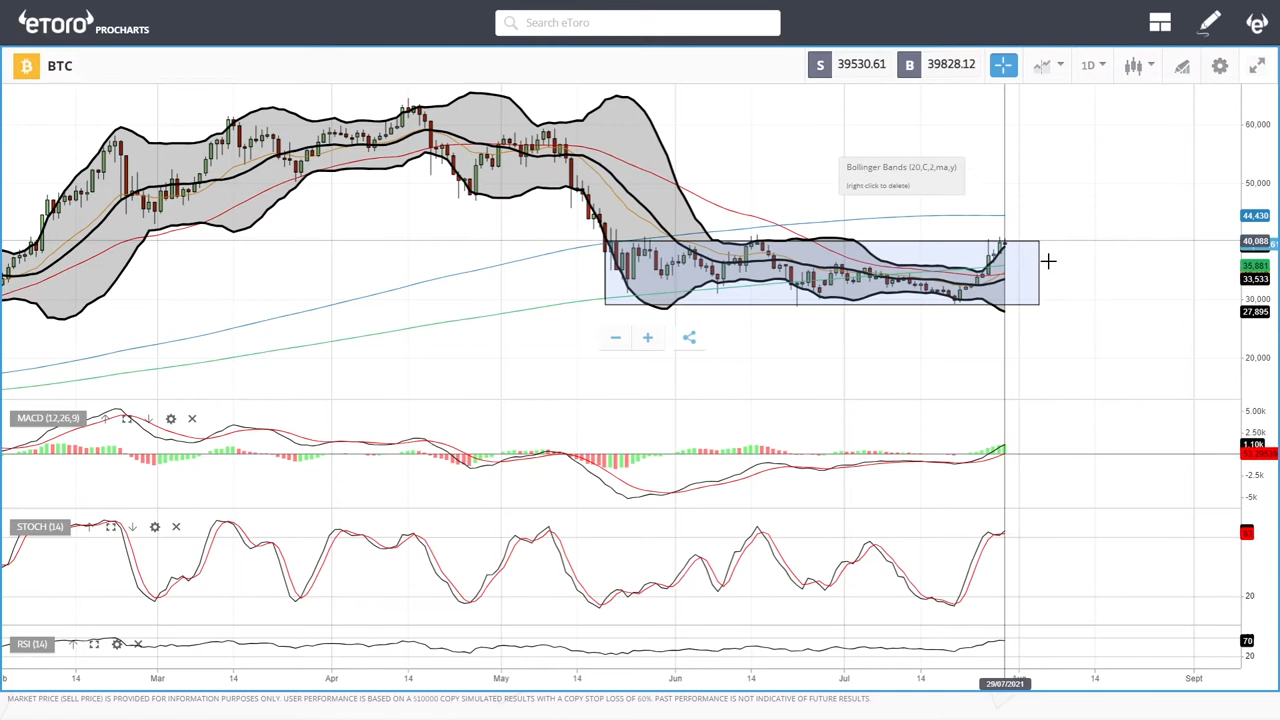 eToro PROCHARTS
Search eToro
BTC
S 39530.61 B 39828.12
1D
Bollinger Bands (20,C,2,ma,y)
(right click to delete)
60,000
50,000
44,430
40,088
35,881
33,533
30,000
27,895
20,000
MACD (12,26,9)
5.00k
2.50k
1.10k
53.29536
-2.5k
-5k
STOCH (14)
20
RSI (14)
70
20
14 Mar 14 Apr 14 May 14 Jun 14 Jul 14 29/07/2021 14 Sept
MARKET PRICE (SELL PRICE) IS PROVIDED FOR INFORMATION PURPOSES ONLY. USER PERFORMANCE IS BASED ON A $10000 COPY SIMULATED RESULTS WITH A COPY STOP LOSS OF 60%. PAST PERFORMANCE IS NOT INDICATIVE OF FUTURE RESULTS.